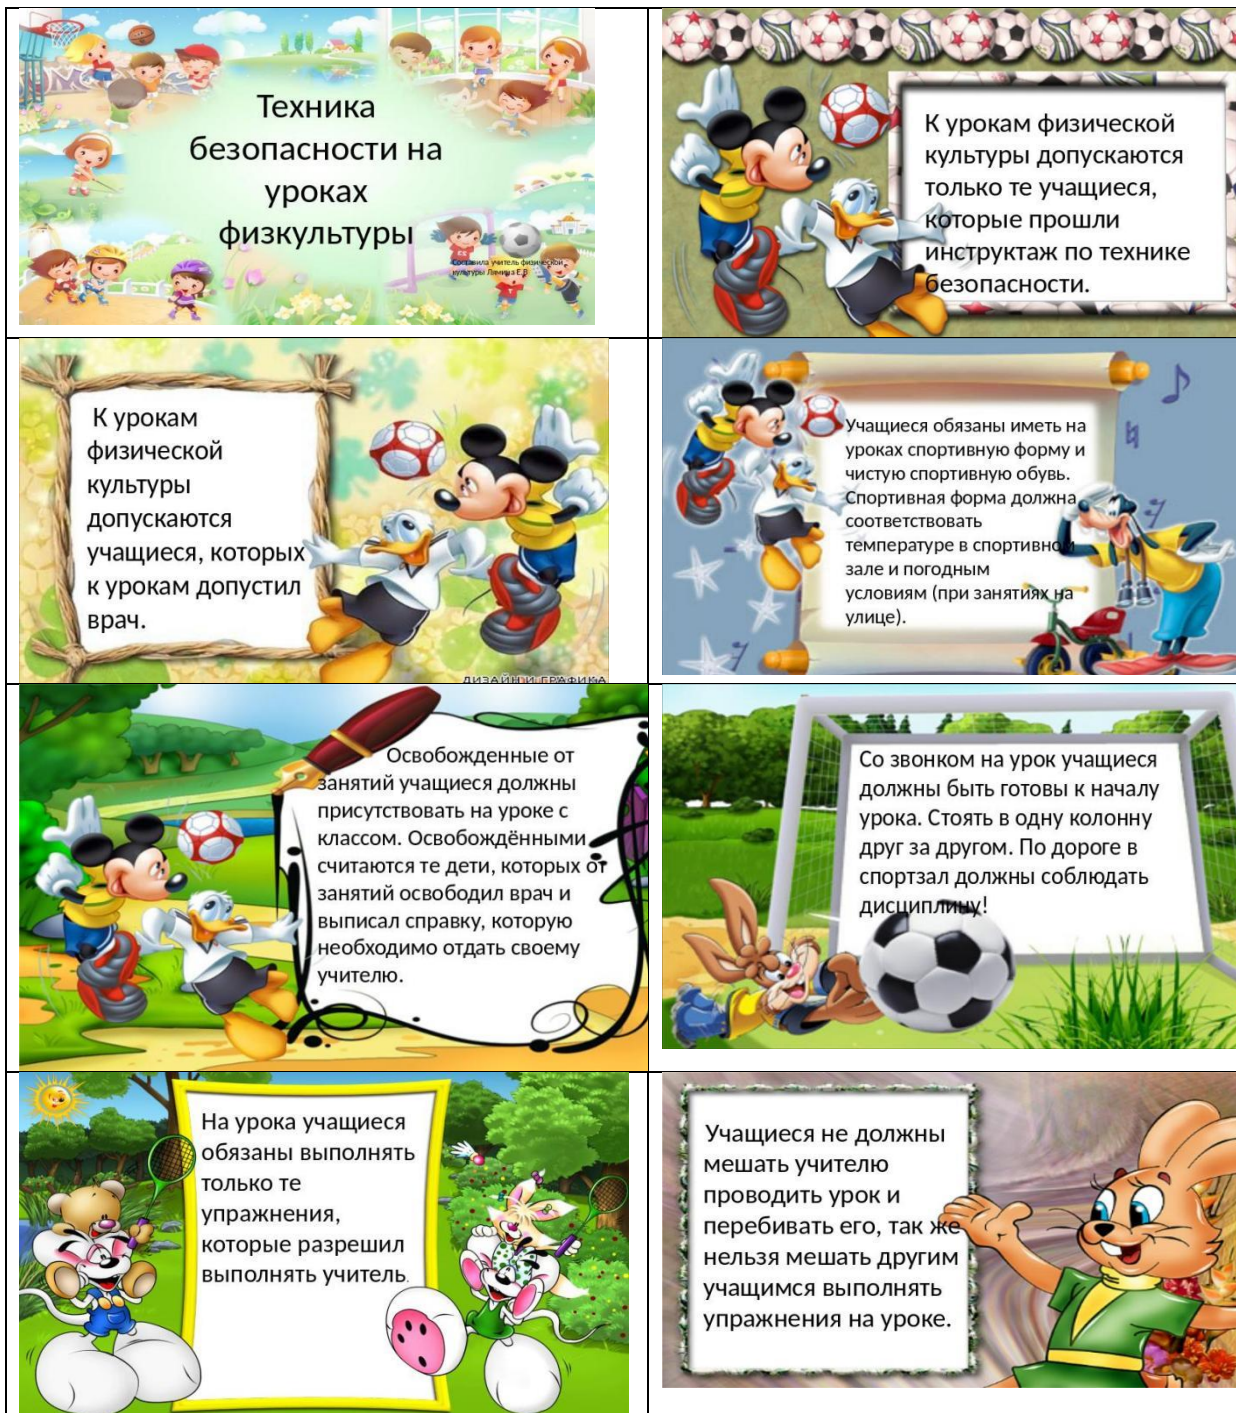 Техника
безопасности на
уроках
физкультуры
Составила учитель физической
культуры Лямина Е.В.
К урокам физической
культуры допускаются
только те учащиеся,
которые прошли
инструктаж по технике
безопасности.
К урокам
физической
культуры
допускаются
учащиеся, которых
к урокам допустил
врач.
ДИЗАЙН И ГРАФИКА
Учащиеся обязаны иметь на
уроках спортивную форму и
чистую спортивную обувь.
Спортивная форма должна
соответствовать
температуре в спортивном
зале и погодным
условиям (при занятиях на
улице).
Освобожденные от
занятий учащиеся должны
присутствовать на уроке с
классом. Освобождёнными
считаются те дети, которых от
занятий освободил врач и
выписал справку, которую
необходимо отдать своему
учителю.
Со звонком на урок учащиеся
должны быть готовы к началу
урока. Стоять в одну колонну
друг за другом. По дороге в
спортзал должны соблюдать
дисциплину!
На урока учащиеся
обязаны выполнять
только те
упражнения,
которые разрешил
выполнять учитель.
Учащиеся не должны
мешать учителю
проводить урок и
перебивать его, так же
нельзя мешать другим
учащимся выполнять
упражнения на уроке.